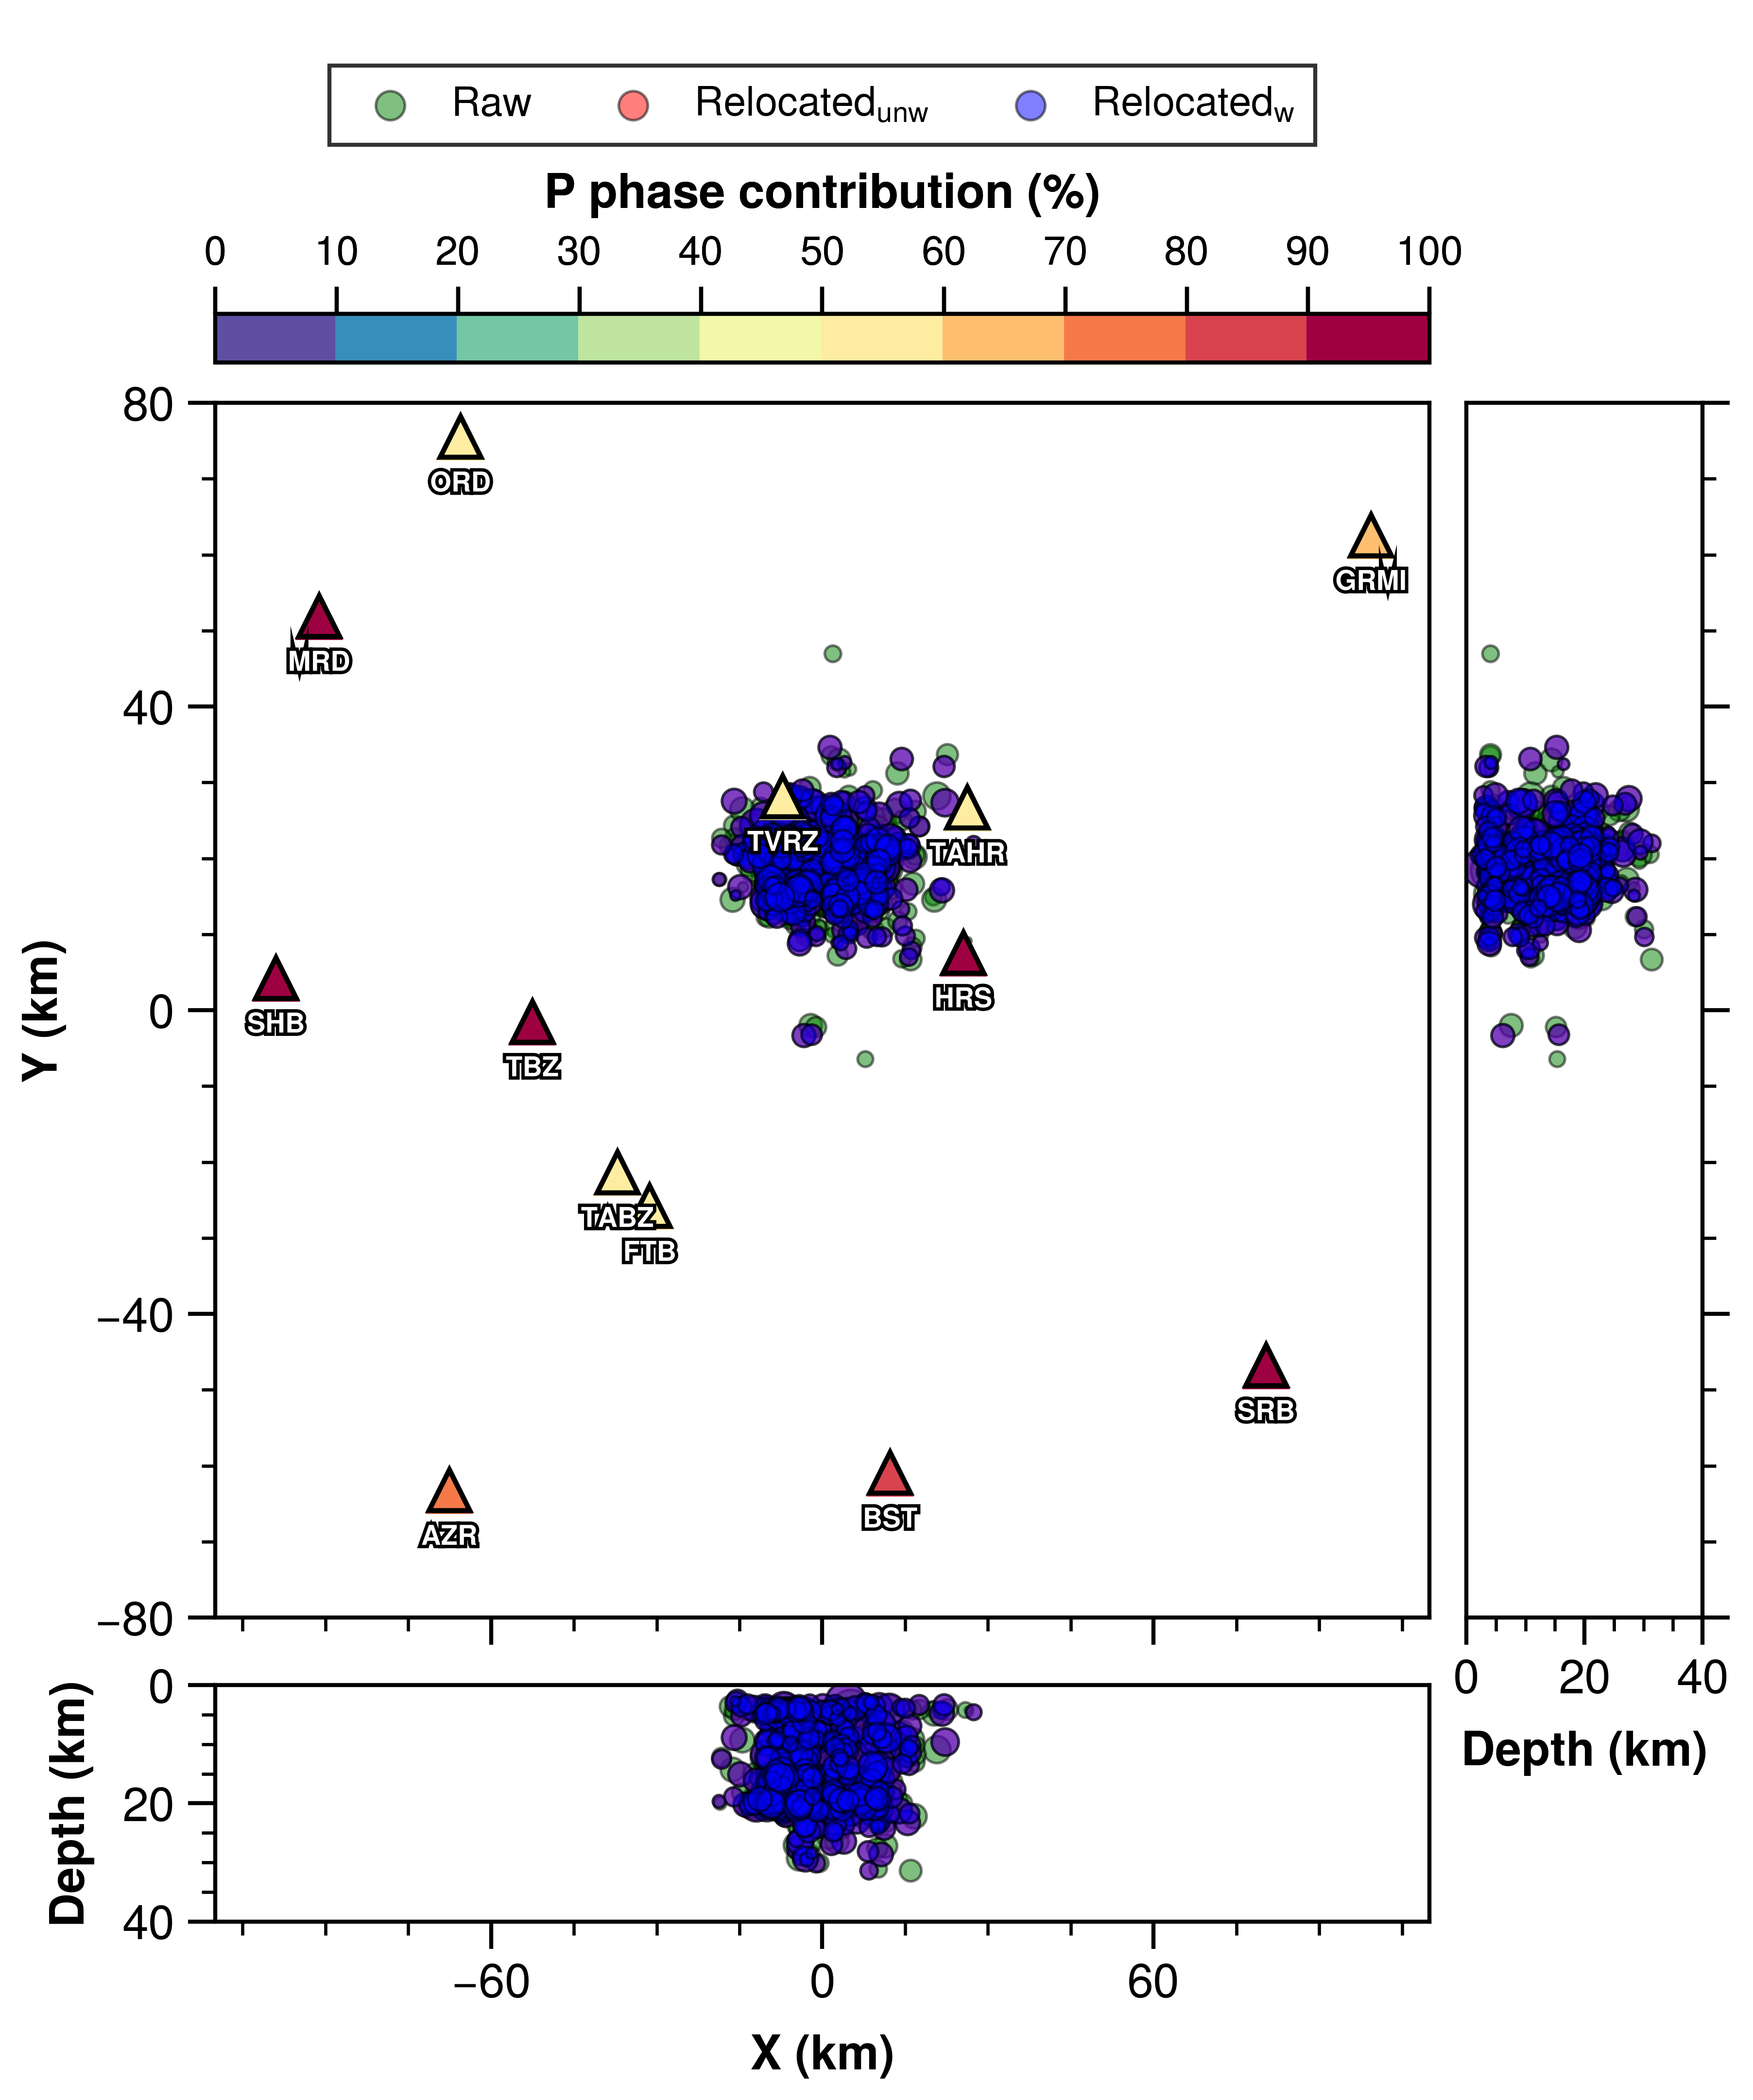 Raw Relocated_unw Relocated_w
P phase contribution (%)
0 10 20 30 40 50 60 70 80 90 100
80
ORD
GRMI
MRD
40
TVRZ
TAHR
Y (km)
0
HRS
SHB
TBZ
TABZ
FTB
−40
SRB
BST
AZR
−80
0 20 40
Depth (km)
0
Depth (km)
20
40
−60 0 60
X (km)